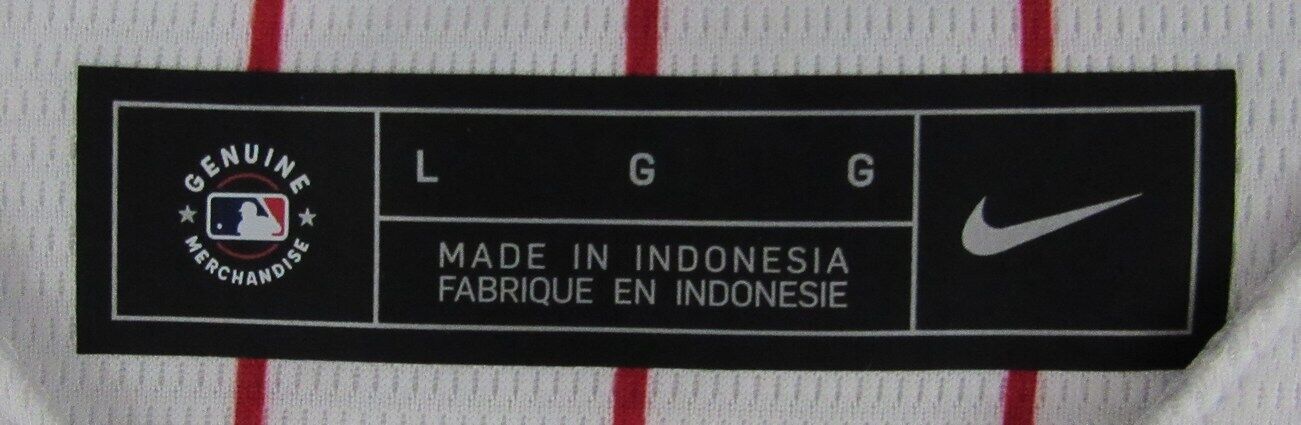 GENUINE
MERCHANDISE
L G G
MADE IN INDONESIA
FABRIQUE EN INDONESIE